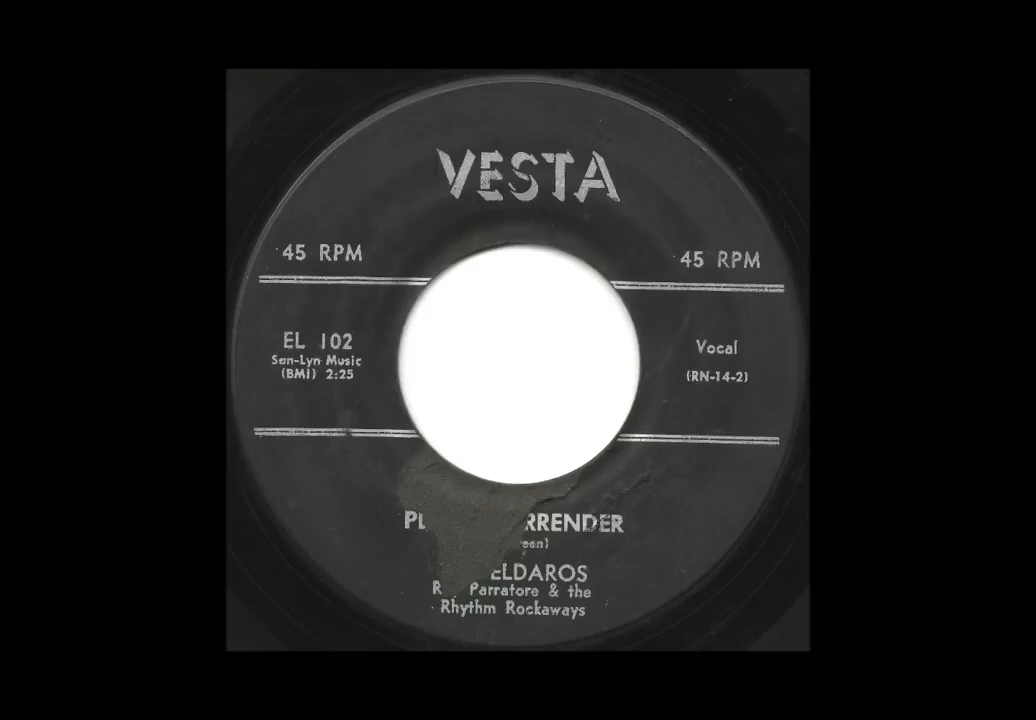 VESTA
45 RPM
45 RPM
EL 102
San-Lyn Music
(BMI) 2:25
Vocal
(RN-14-2)
RRENDER
ELDAROS
Parratore & the
Rhythm Rockaways